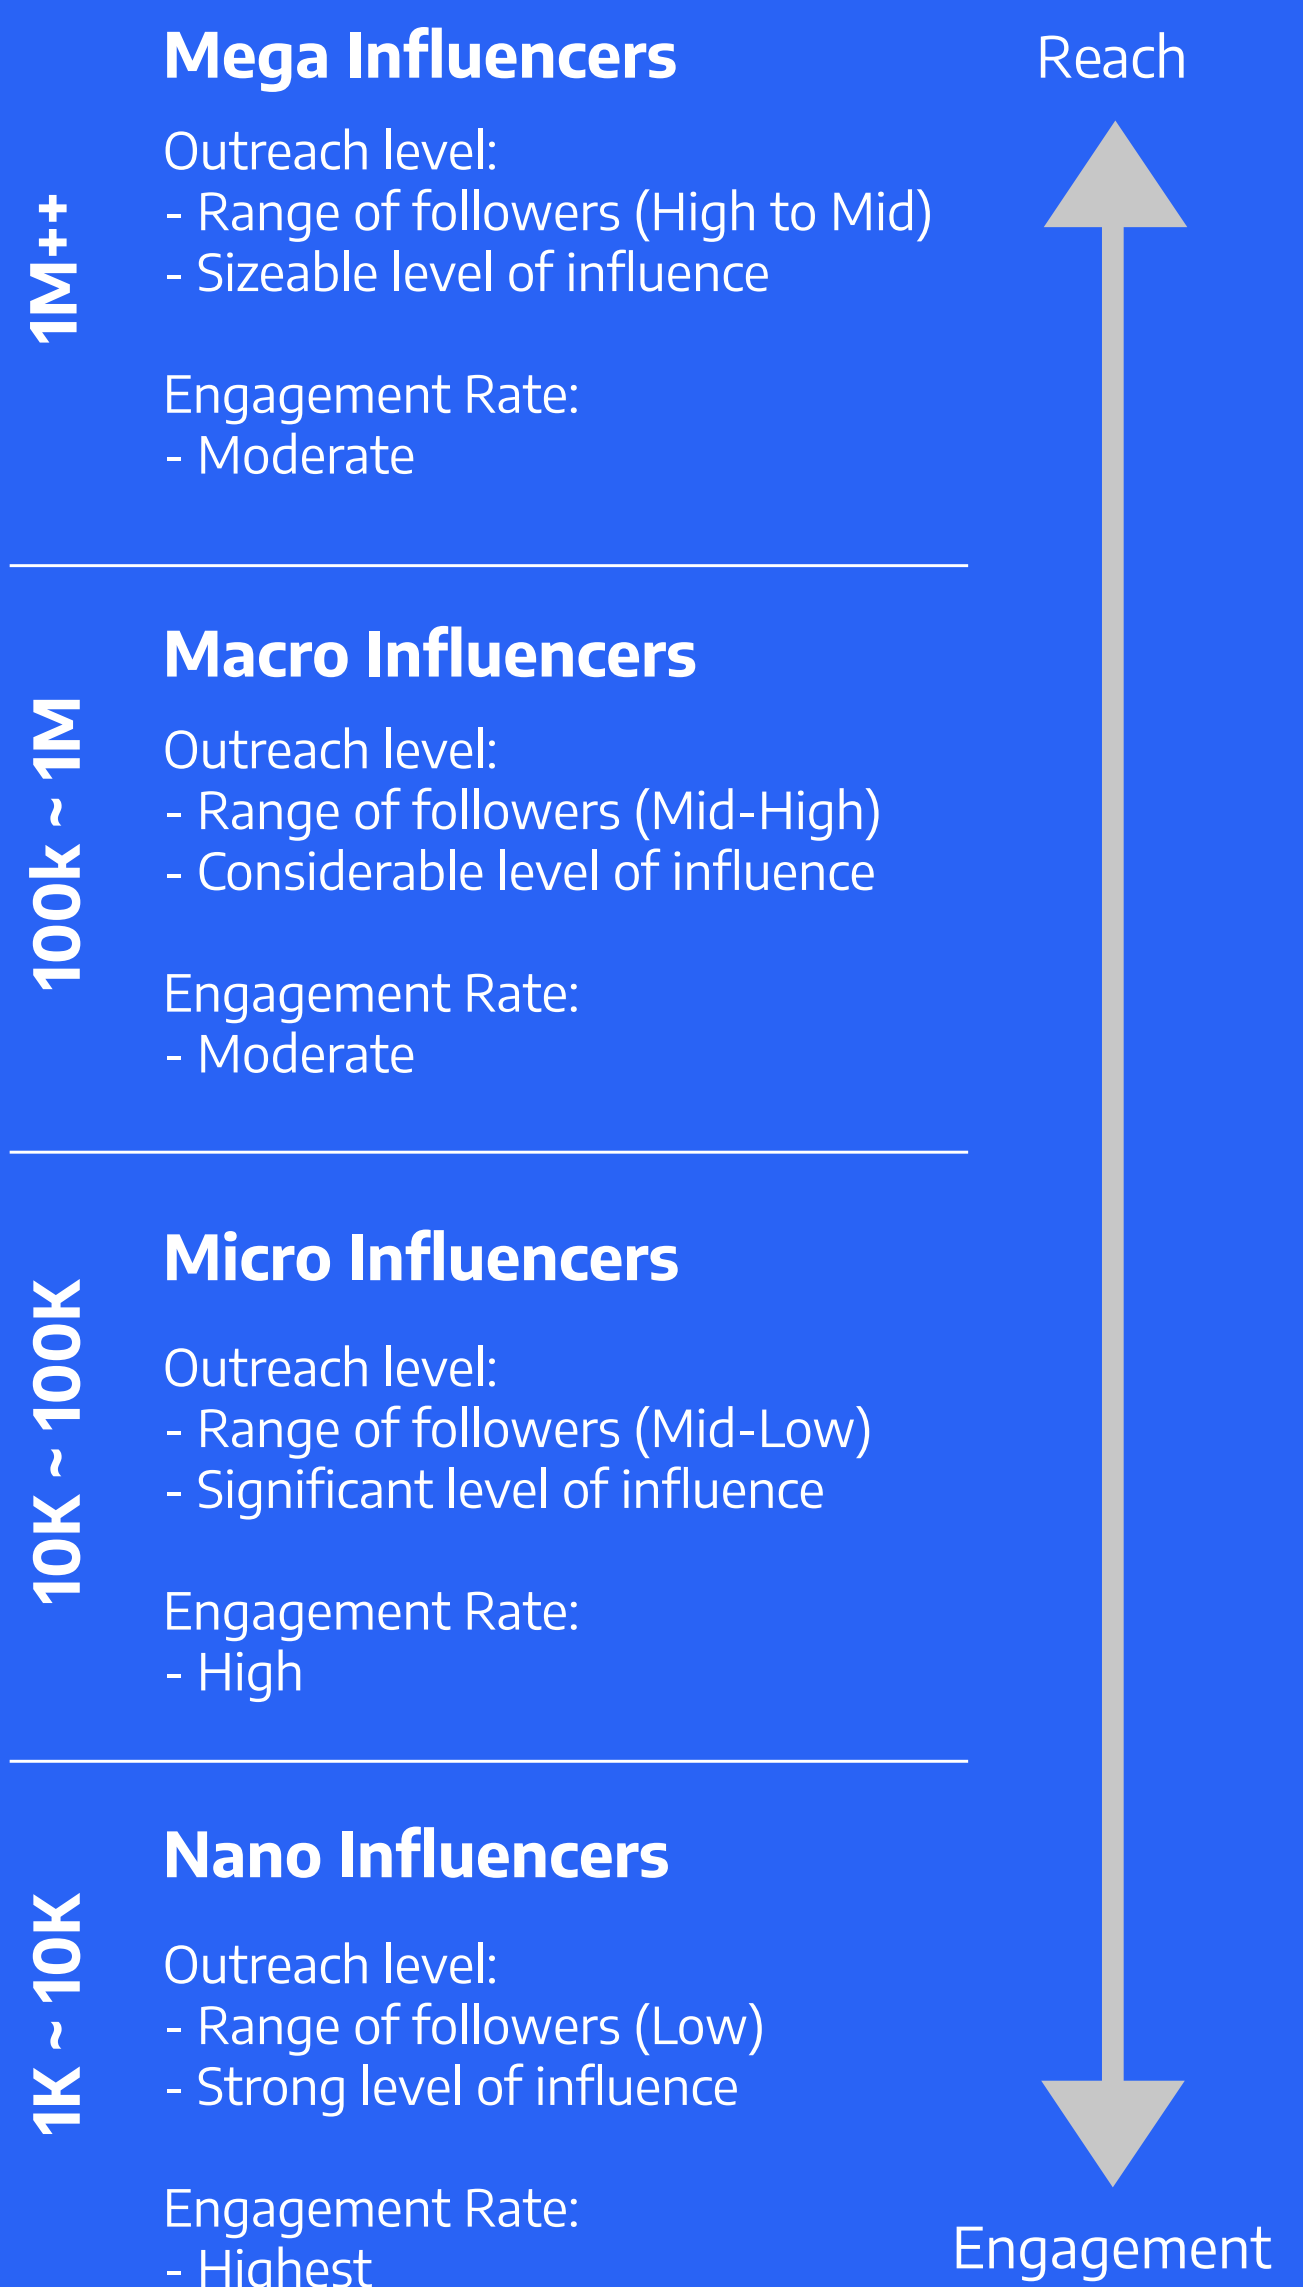 Mega Influencers
Reach
1M++
Outreach level:
- Range of followers (High to Mid)
- Sizeable level of influence
Engagement Rate:
- Moderate
Macro Influencers
100k ~ 1M
Outreach level:
- Range of followers (Mid-High)
- Considerable level of influence
Engagement Rate:
- Moderate
Micro Influencers
10K ~ 100K
Outreach level:
- Range of followers (Mid-Low)
- Significant level of influence
Engagement Rate:
- High
Nano Influencers
1K ~ 10K
Outreach level:
- Range of followers (Low)
- Strong level of influence
Engagement Rate:
- Highest
Engagement